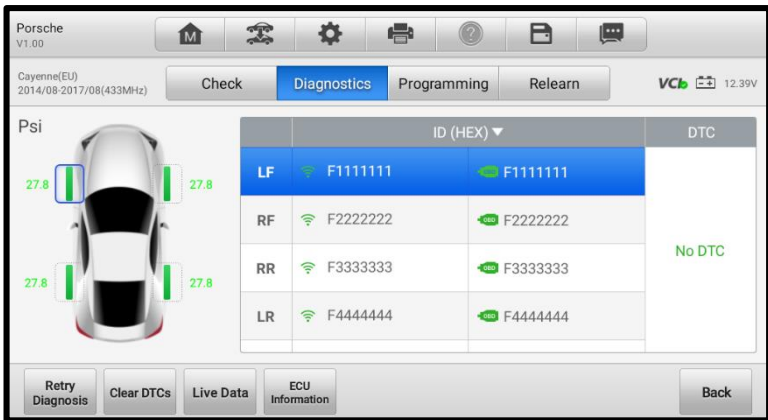 Porsche
V1.00
M
?
Cayenne(EU)
2014/08-2017/08(433MHz)
Check
Diagnostics
Programming
Relearn
VCI
12.39V
Psi
27.8
27.8
27.8
27.8
ID (HEX) ▼ DTC
LF F1111111 OBD F1111111
RF F2222222 OBD F2222222
RR F3333333 OBD F3333333
LR F4444444 OBD F4444444
No DTC
Retry
Diagnosis
Clear DTCs
Live Data
ECU
Information
Back